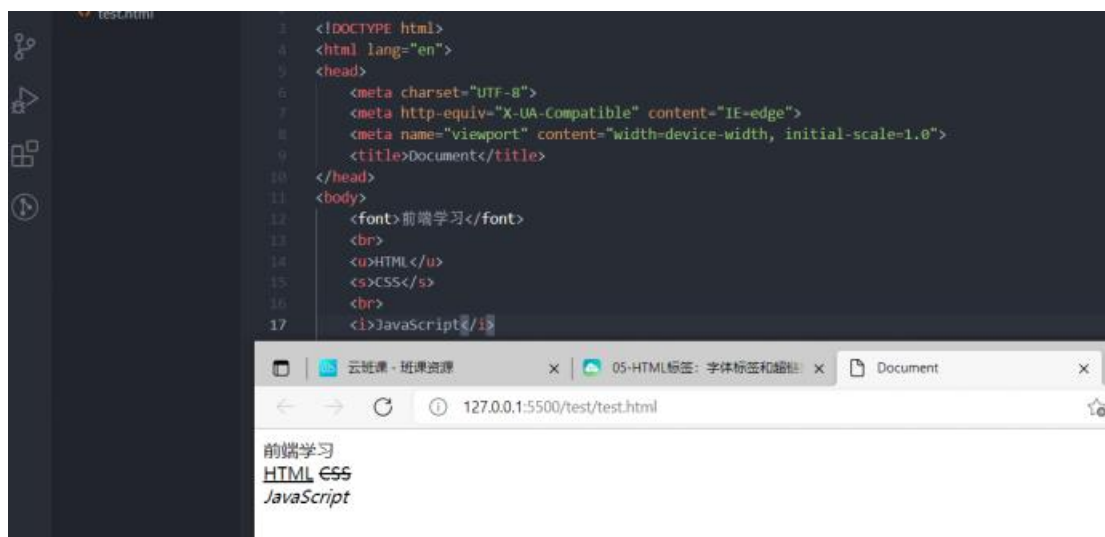 test.html
3 <!DOCTYPE html>
4 <html lang="en">
5 <head>
6 <meta charset="UTF-8">
7 <meta http-equiv="X-UA-Compatible" content="IE=edge">
8 <meta name="viewport" content="width=device-width, initial-scale=1.0">
9 <title>Document</title>
10 </head>
11 <body>
12 <font>前端学习</font>
13 <br>
14 <u>HTML</u>
15 <s>CSS</s>
16 <br>
17 <i>JavaScript</i>
云班课 - 班课资源 05-HTML标签：字体标签和超链 Document
127.0.0.1:5500/test/test.html
前端学习
HTML CSS
JavaScript